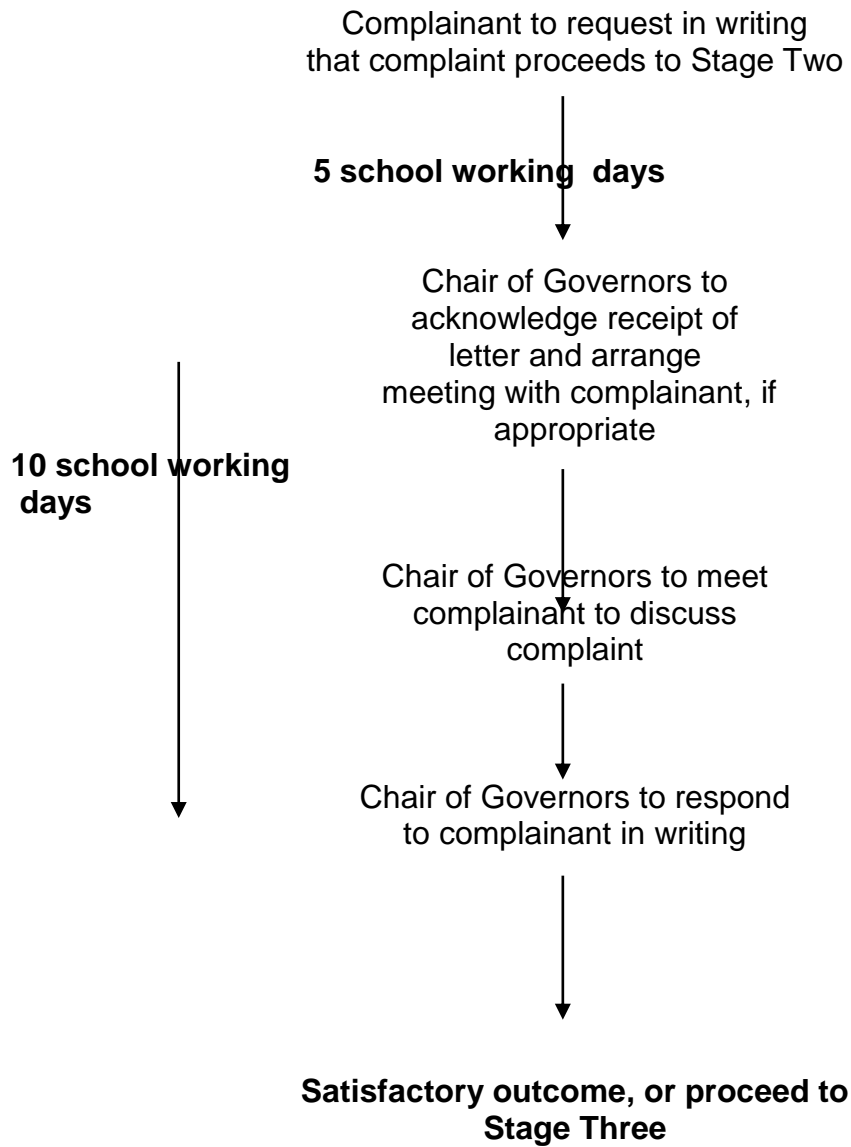 Complainant to request in writing
that complaint proceeds to Stage Two
5 school working  days
Chair of Governors to
acknowledge receipt of
letter and arrange
meeting with complainant, if
appropriate
10 school working
days
Chair of Governors to meet
complainant to discuss
complaint
Chair of Governors to respond
to complainant in writing
Satisfactory outcome, or proceed to
Stage Three